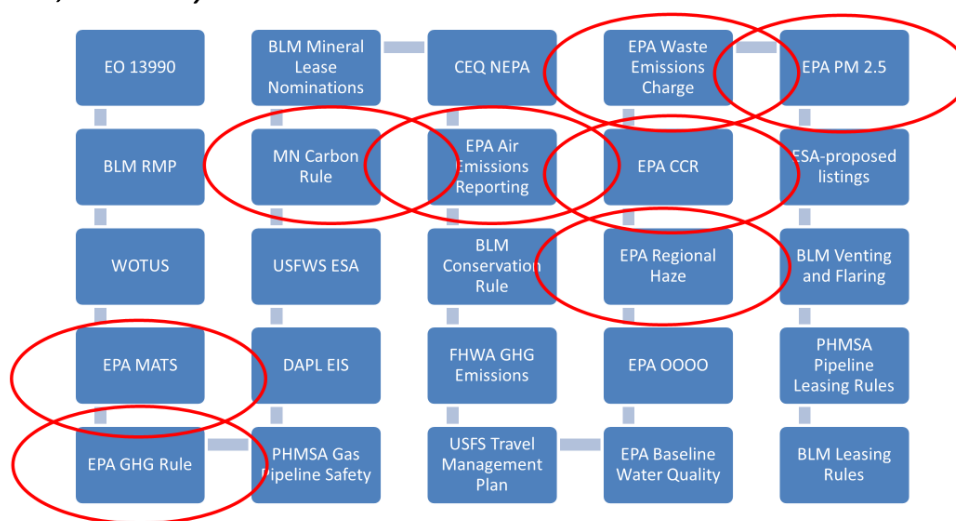 EO 13990
BLM Mineral
Lease
Nominations
CEQ NEPA
EPA Waste
Emissions
Charge
EPA PM 2.5
BLM RMP
MN Carbon
Rule
EPA Air
Emissions
Reporting
EPA CCR
ESA-proposed
listings
WOTUS
USFWS ESA
BLM
Conservation
Rule
EPA Regional
Haze
BLM Venting
and Flaring
EPA MATS
DAPL EIS
FHWA GHG
Emissions
EPA OOOO
PHMSA
Pipeline
Leasing Rules
EPA GHG Rule
PHMSA Gas
Pipeline Safety
USFS Travel
Management
Plan
EPA Baseline
Water Quality
BLM Leasing
Rules